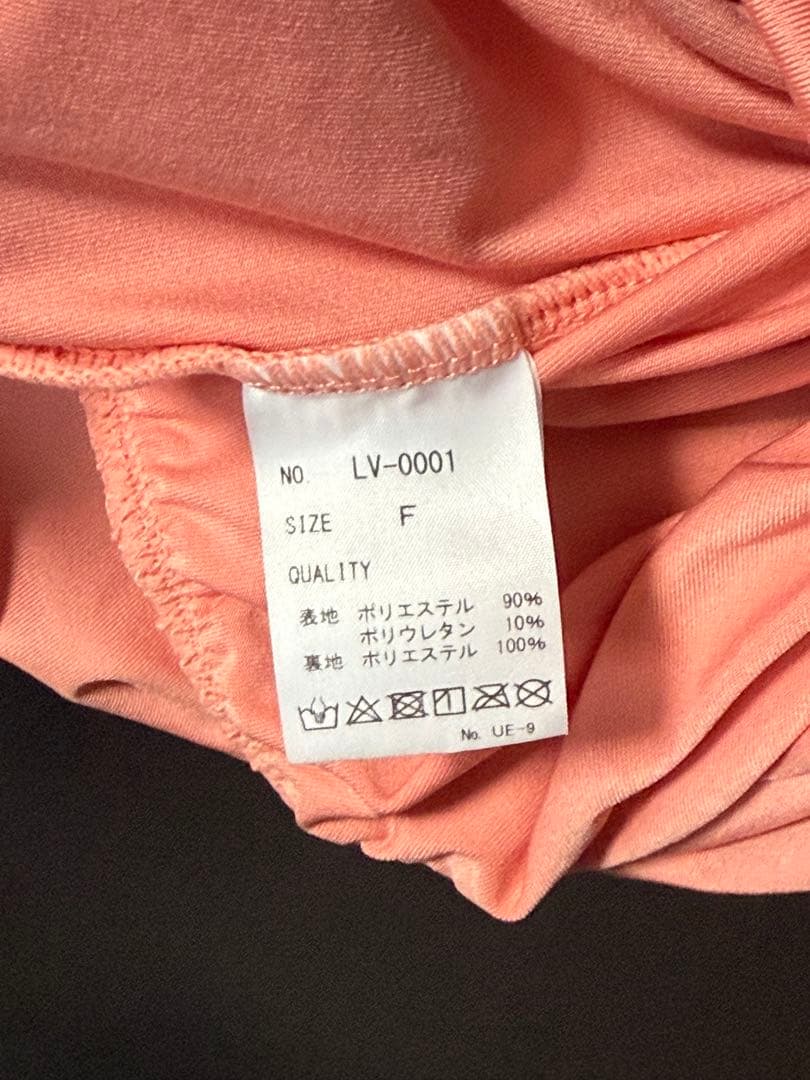 NO. LV-0001
SIZE F
QUALITY
表地 ポリエステル 90%
ポリウレタン 10%
裏地 ポリエステル 100%
No. UE-9